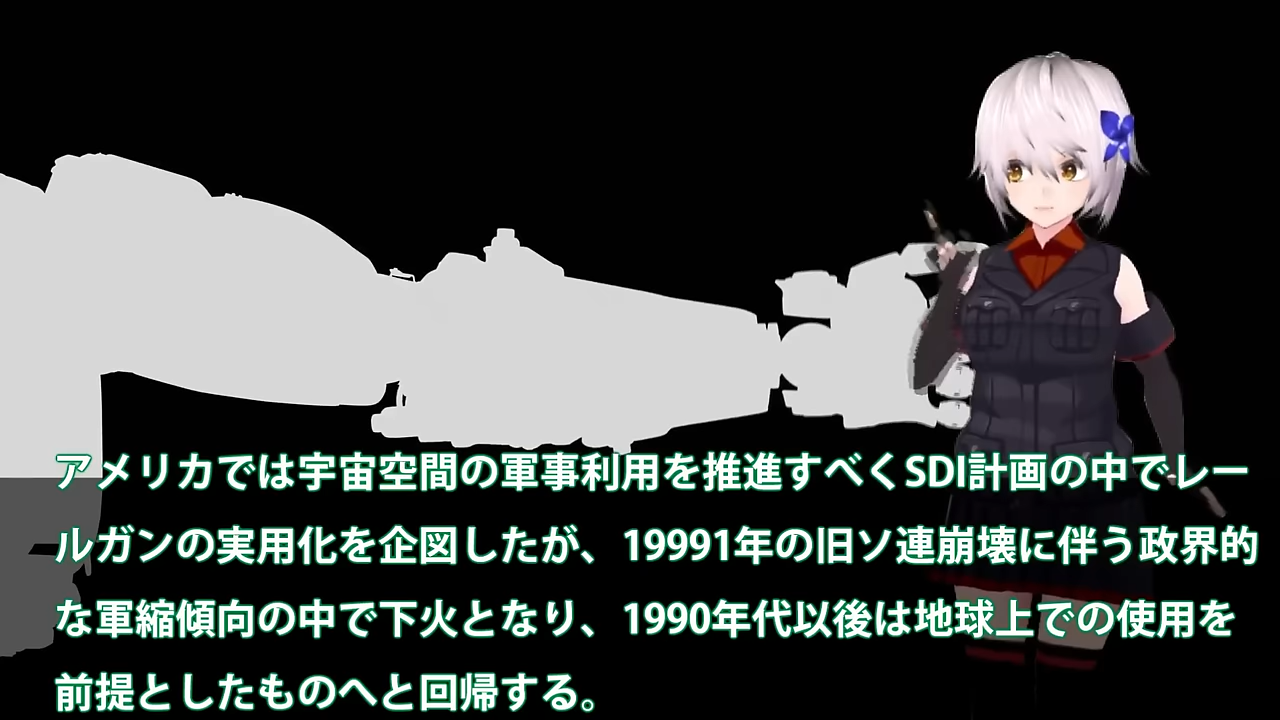 アメリカでは宇宙空間の軍事利用を推進すべくSDI計画の中でレー
ルガンの実用化を企図したが、19991年の旧ソ連崩壊に伴う政界的
な軍縮傾向の中で下火となり、1990年代以後は地球上での使用を
前提としたものへと回帰する。